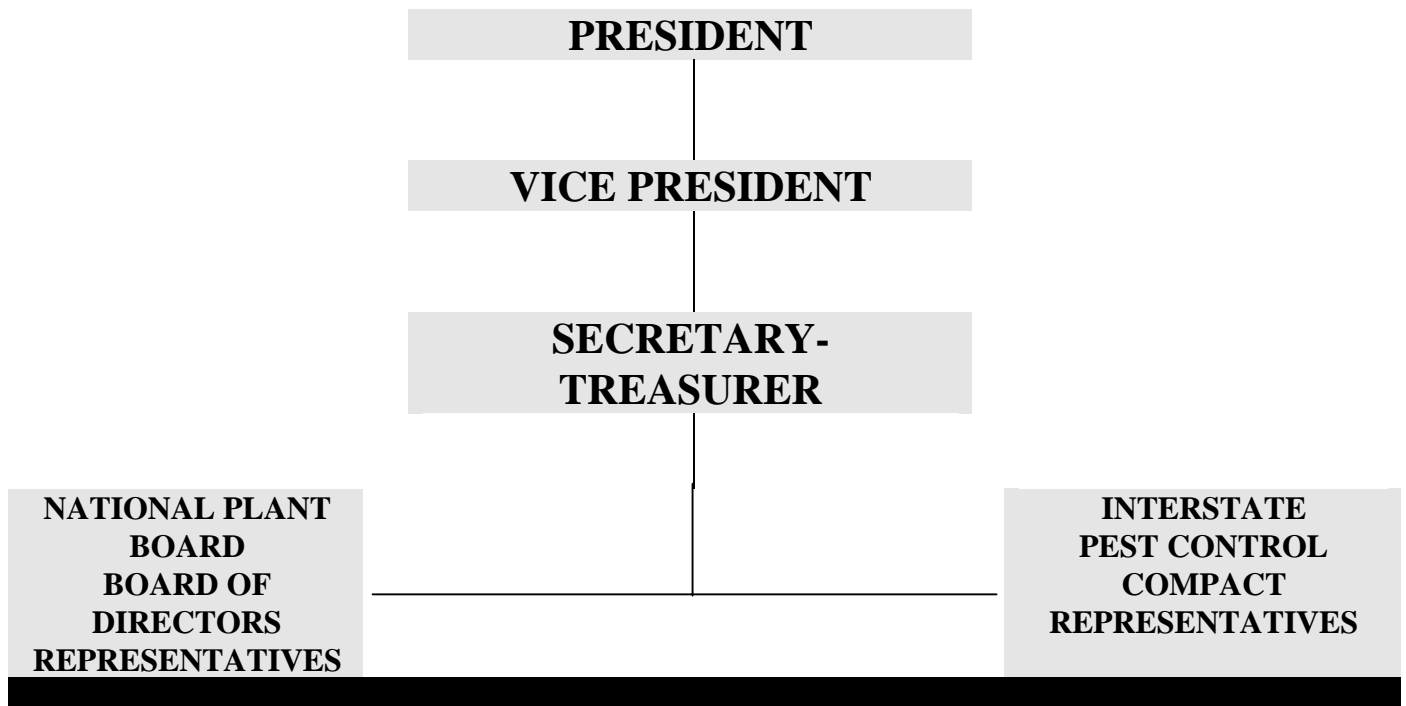 PRESIDENT
VICE PRESIDENT
SECRETARY-
TREASURER
NATIONAL PLANT
BOARD
BOARD OF
DIRECTORS
REPRESENTATIVES
INTERSTATE
PEST CONTROL
COMPACT
REPRESENTATIVES